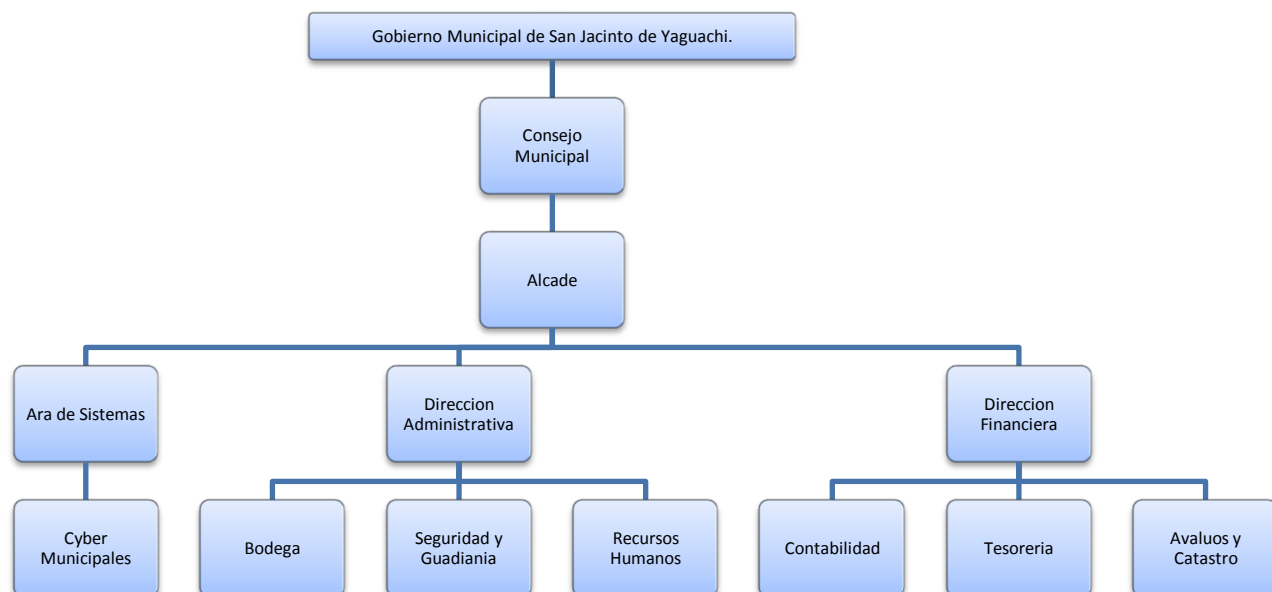 Gobierno Municipal de San Jacinto de Yaguachi.
Consejo
Municipal
Alcade
Ara de Sistemas
Direccion
Administrativa
Direccion
Financiera
Cyber
Municipales
Bodega
Seguridad y
Guadiania
Recursos
Humanos
Contabilidad
Tesoreria
Avaluos y
Catastro